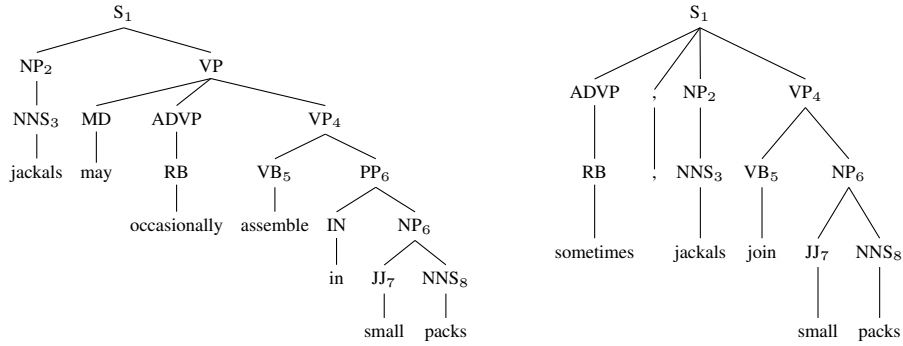 S₁ S₁
NP₂ VP
ADVP , NP₂ VP₄
NNS₃ MD ADVP VP₄
jackals may RB VB₅ PP₆
RB , NNS₃ VB₅ NP₆
occasionally assemble IN NP₆
sometimes jackals join JJ₇ NNS₈
in JJ₇ NNS₈
small packs small packs